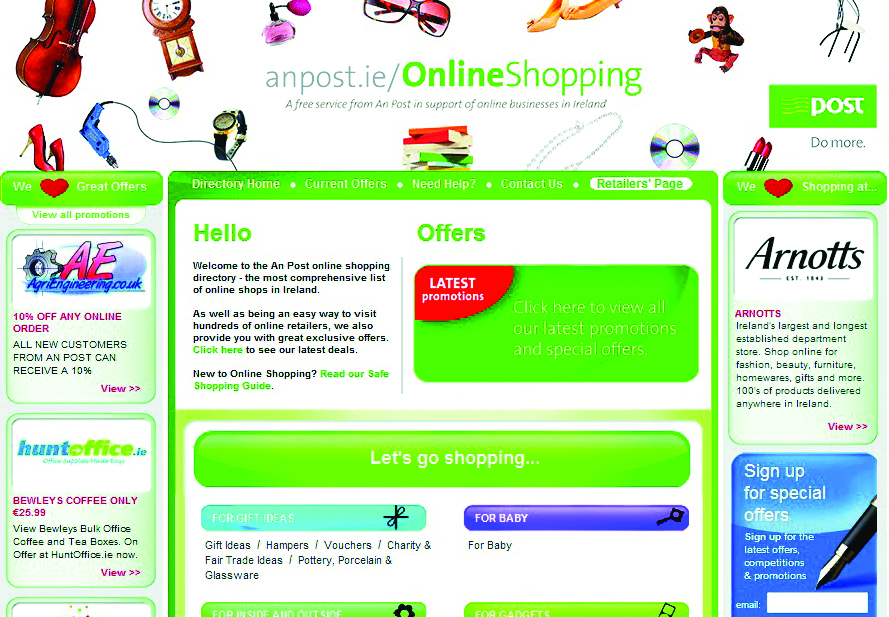 anpost.ie/OnlineShopping
A free service from An Post in support of online businesses in Ireland
post
Do more.
We Great Offers
View all promotions
AE
AgriEngineering.co.uk
10% OFF ANY ONLINE
ORDER
ALL NEW CUSTOMERS
FROM AN POST CAN
RECEIVE A 10%
View >>
huntoffice.ie
BEWLEYS COFFEE ONLY
€25.99
View Bewleys Bulk Office
Coffee and Tea Boxes. On
Offer at HuntOffice.ie now.
View >>
Directory Home Current Offers Need Help? Contact Us Retailers' Page
Hello
Welcome to the An Post online shopping
directory - the most comprehensive list
of online shops in Ireland.
As well as being an easy way to visit
hundreds of online retailers, we also
provide you with great exclusive offers.
Click here to see our latest deals.
New to Online Shopping? Read our Safe
Shopping Guide.
Offers
LATEST
promotions
Click here to view all
our latest promotions
and special offers.
Let's go shopping...
FOR GIFT IDEAS
Gift Ideas / Hampers / Vouchers / Charity &
Fair Trade Ideas / Pottery, Porcelain &
Glassware
FOR BABY
For Baby
FOR INSIDE AND OUTSIDE
FOR GADGETS
We Shopping at...
Arnotts
EST. 1843
ARNOTTS
Ireland's largest and longest
established department
store. Shop online for
fashion, beauty, furniture,
homewares, gifts and more.
100's of products delivered
anywhere in Ireland.
View >>
Sign up
for special
offers
Sign up for the
latest offers,
competitions
& promotions
email: